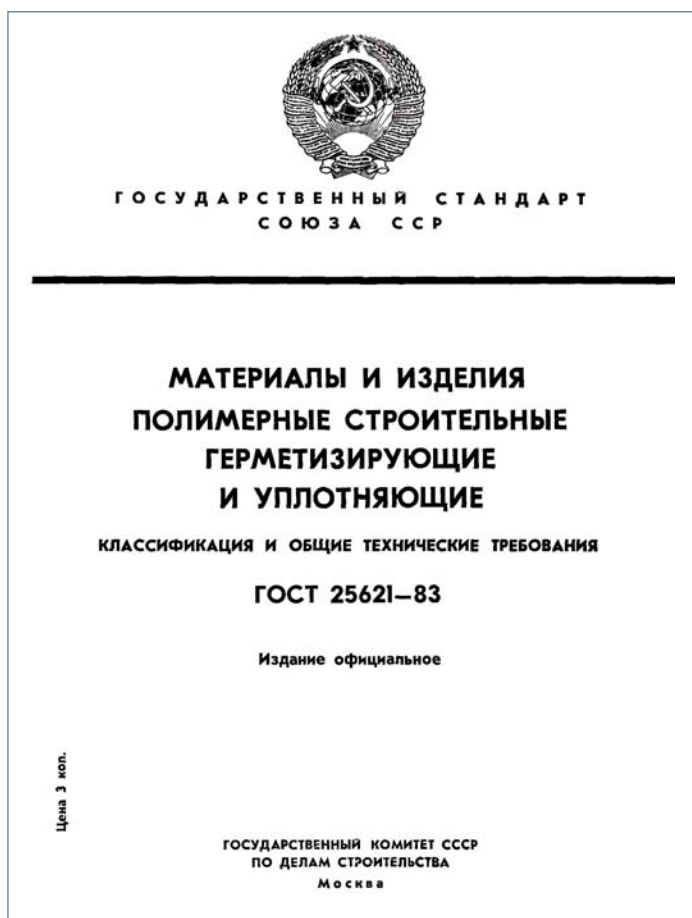 ГОСУДАРСТВЕННЫЙ СТАНДАРТ
СОЮЗА ССР
МАТЕРИАЛЫ И ИЗДЕЛИЯ
ПОЛИМЕРНЫЕ СТРОИТЕЛЬНЫЕ
ГЕРМЕТИЗИРУЮЩИЕ
И УПЛОТНЯЮЩИЕ
КЛАССИФИКАЦИЯ И ОБЩИЕ ТЕХНИЧЕСКИЕ ТРЕБОВАНИЯ
ГОСТ 25621—83
Издание официальное
Цена 3 коп.
ГОСУДАРСТВЕННЫЙ КОМИТЕТ СССР
ПО ДЕЛАМ СТРОИТЕЛЬСТВА
Москва